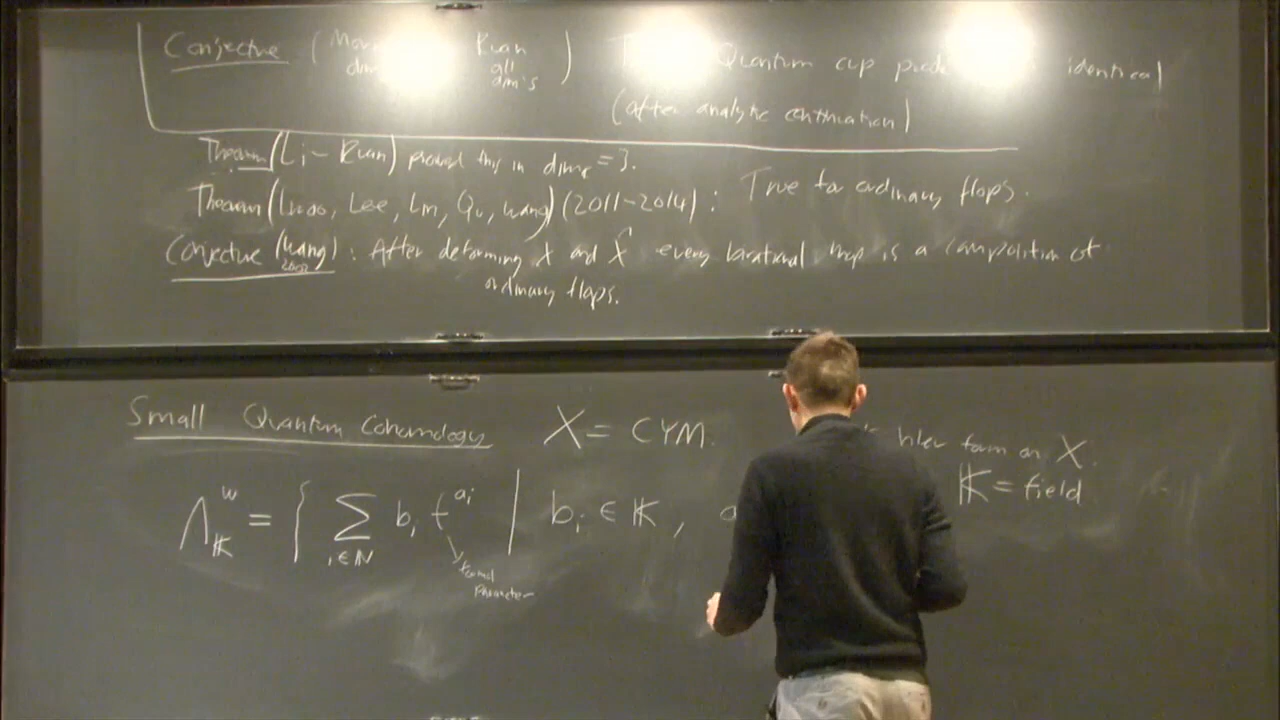 Conjecture ( Ruan ) Quantum cup identical
dim all dim's
(after analytic continuation)
Theorem (Li - Ruan) proved this in dim = 3.
Theorem ( Lee, Lin, Qu, Wang) (2011-2014) : True for ordinary flops.
Conjecture (Wang) : After deforming X and X̂ every birational map is a composition of
ordinary flops.
Small Quantum Cohomology X = CYM. form on X.
𝕂 = field
Λ_𝕂^ω = { Σ_{i∈ℕ} b_i t^{a_i} | b_i ∈ 𝕂, a
formal
parameter